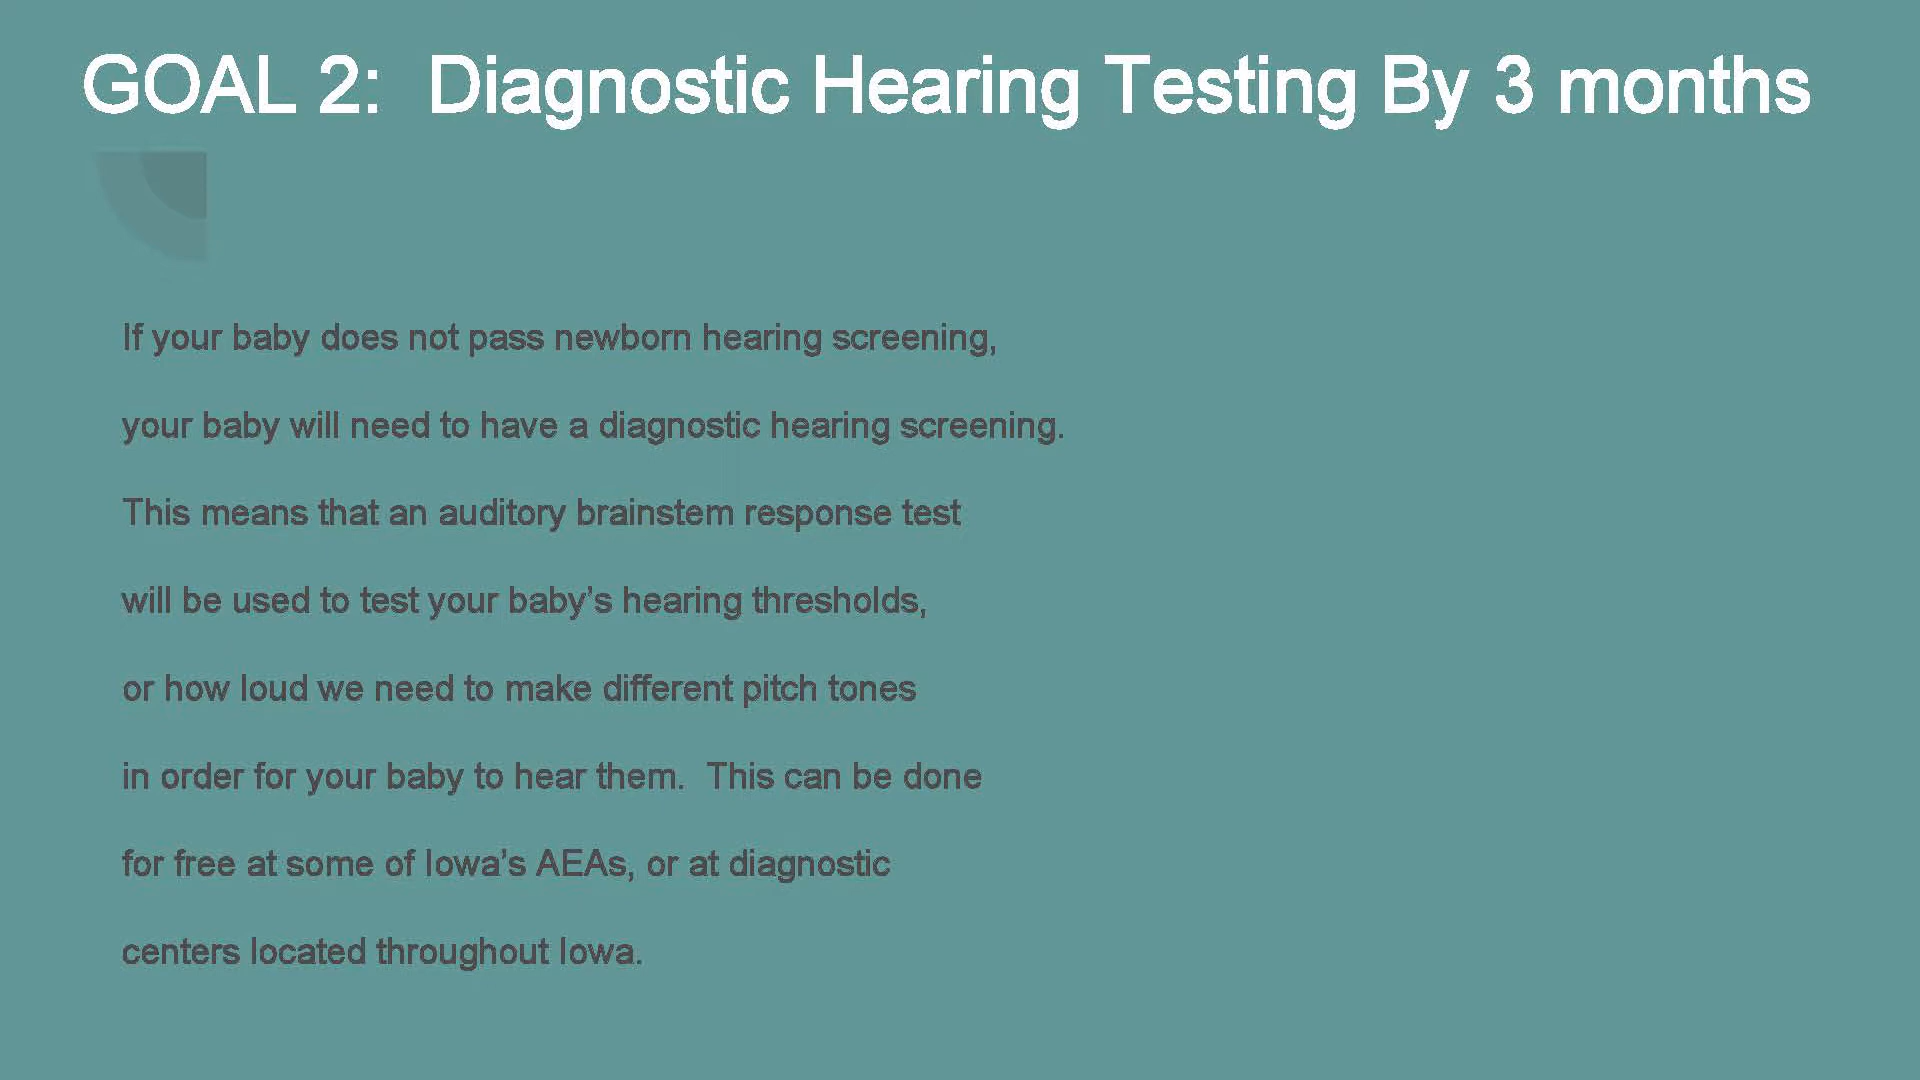 GOAL 2:  Diagnostic Hearing Testing By 3 months
If your baby does not pass newborn hearing screening,
your baby will need to have a diagnostic hearing screening.
This means that an auditory brainstem response test
will be used to test your baby’s hearing thresholds,
or how loud we need to make different pitch tones
in order for your baby to hear them.  This can be done
for free at some of Iowa’s AEAs, or at diagnostic
centers located throughout Iowa.